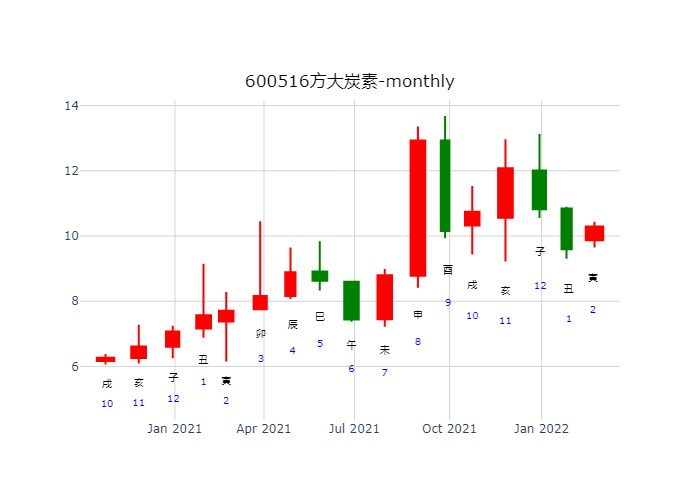 600516方大炭素-monthly
14
12
10
8
6
戌
10
亥
11
子
12
丑
1
寅
2
卯
3
辰
4
巳
5
午
6
未
7
申
8
酉
9
戌
10
亥
11
子
12
丑
1
寅
2
Jan 2021
Apr 2021
Jul 2021
Oct 2021
Jan 2022